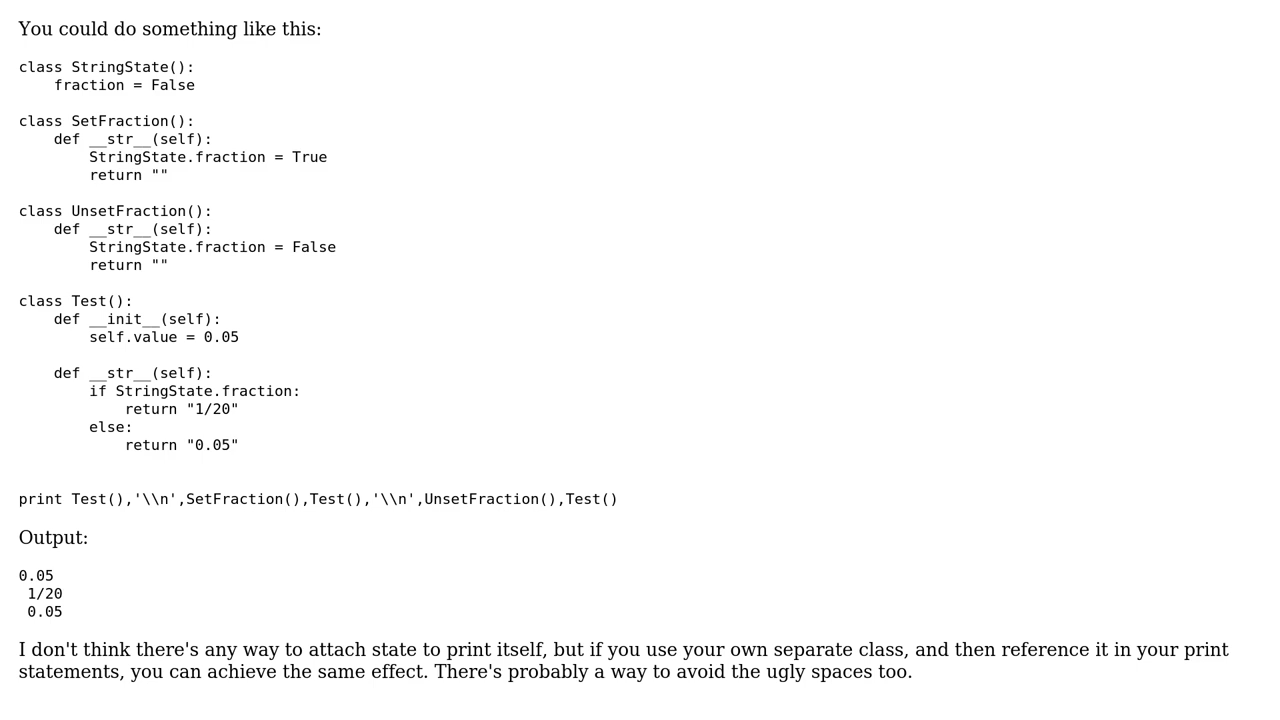 You could do something like this:
class StringState():
    fraction = False
class SetFraction():
    def __str__(self):
        StringState.fraction = True
        return ""
class UnsetFraction():
    def __str__(self):
        StringState.fraction = False
        return ""
class Test():
    def __init__(self):
        self.value = 0.05
    def __str__(self):
        if StringState.fraction:
            return "1/20"
        else:
            return "0.05"
print Test(),'\\n',SetFraction(),Test(),'\\n',UnsetFraction(),Test()
Output:
0.05
 1/20
 0.05
I don't think there's any way to attach state to print itself, but if you use your own separate class, and then reference it in your print
statements, you can achieve the same effect. There's probably a way to avoid the ugly spaces too.